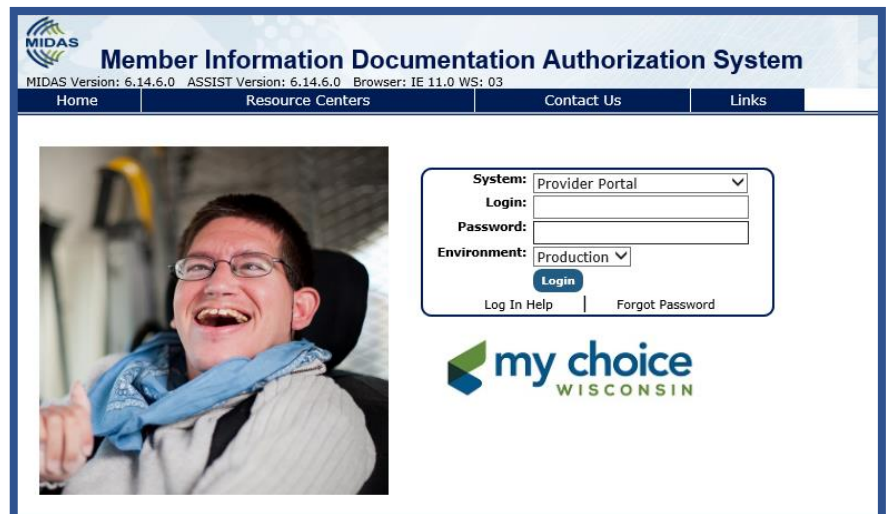 MIDAS
Member Information Documentation Authorization System
MIDAS Version: 6.14.6.0 ASSIST Version: 6.14.6.0 Browser: IE 11.0 WS: 03
Home Resource Centers Contact Us Links
System: Provider Portal
Login:
Password:
Environment: Production
Login
Log In Help | Forgot Password
my choice
WISCONSIN